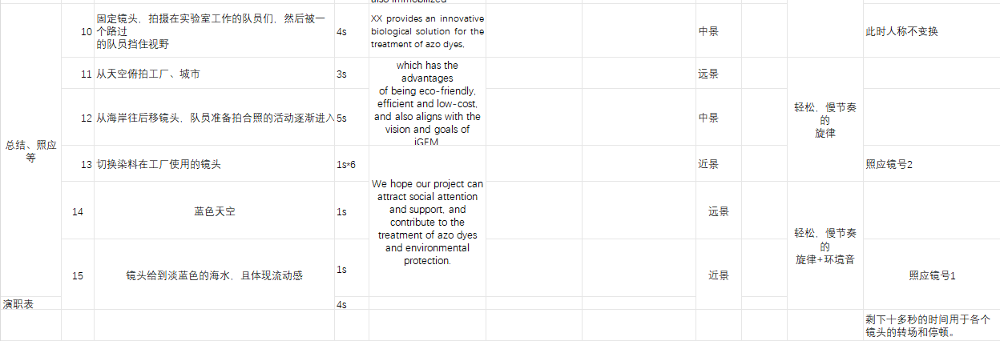 also immobilized
总结、照应
等
10
固定镜头，拍摄在实验室工作的队员们，然后被一
个路过
的队员挡住视野
4s
XX provides an innovative
biological solution for the
treatment of azo dyes,
中景
此时人称不变换
11
从天空俯拍工厂、城市
3s
which has the
advantages
of being eco-friendly,
efficient and low-cost,
and also aligns with the
vision and goals of
iGEM
远景
轻松，慢节奏
的
旋律
12
从海岸往后移镜头，队员准备拍合照的活动逐渐进入
5s
中景
13
切换染料在工厂使用的镜头
1s*6
近景
照应镜号2
We hope our project can
attract social attention
and support, and
contribute to the
treatment of azo dyes
and environmental
protection.
14
蓝色天空
1s
远景
轻松，慢节奏
的
旋律+环境音
15
镜头给到淡蓝色的海水，且体现流动感
1s
近景
照应镜号1
演职表
4s
剩下十多秒的时间用于各个
镜头的转场和停顿。